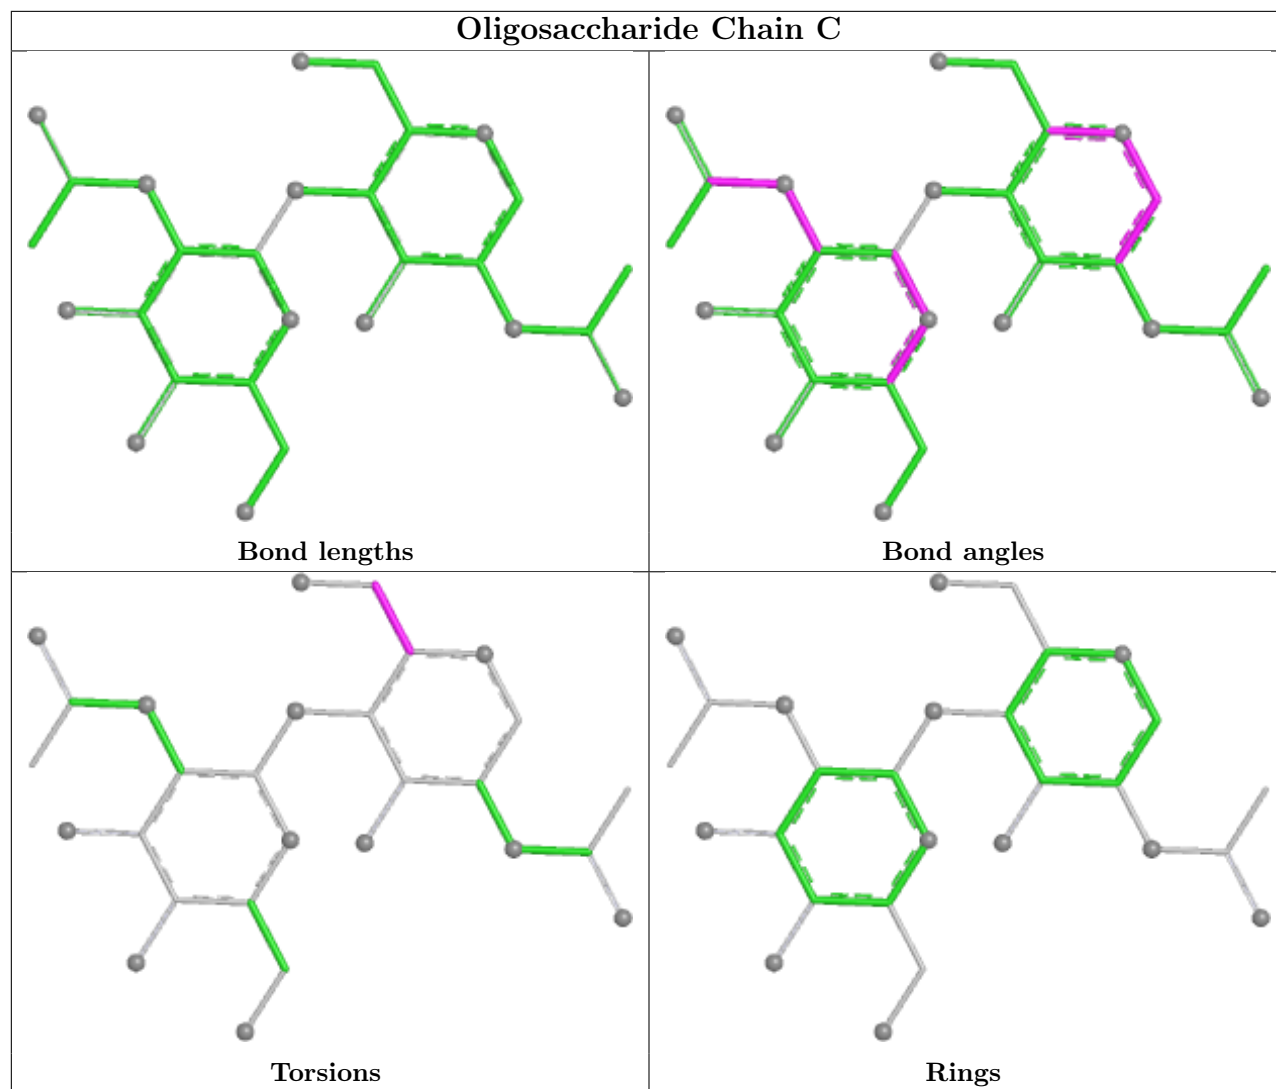 Oligosaccharide Chain C
Bond lengths
Bond angles
Torsions
Rings